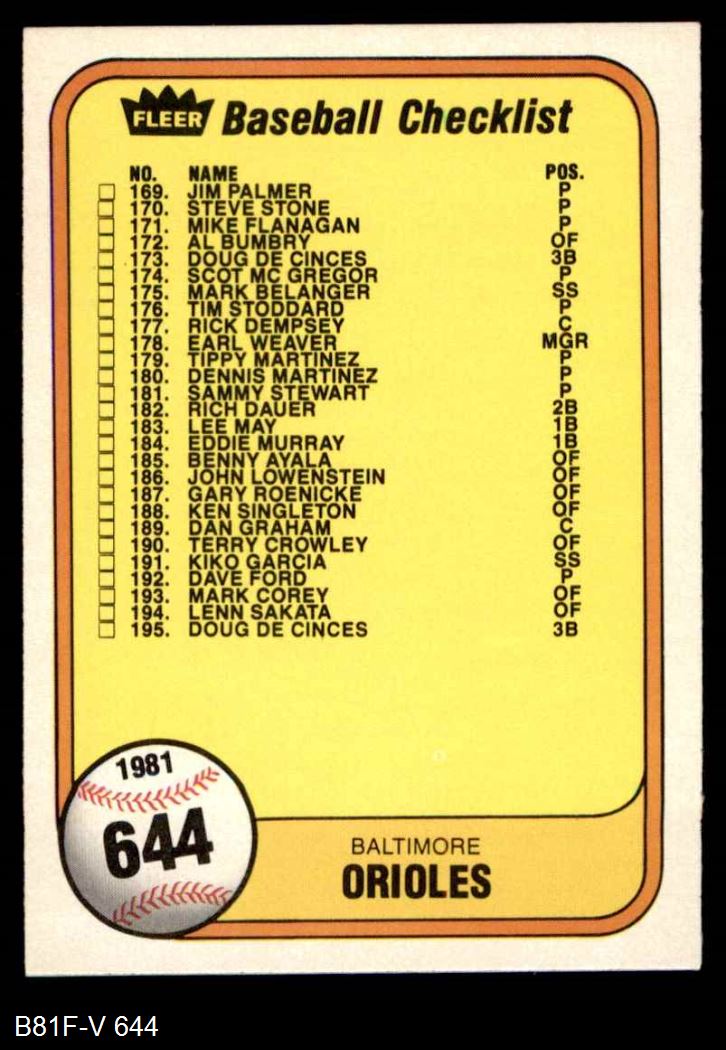 FLEER Baseball Checklist
NO. NAME POS.
169. JIM PALMER P
170. STEVE STONE P
171. MIKE FLANAGAN P
172. AL BUMBRY OF
173. DOUG DE CINCES 3B
174. SCOT MC GREGOR P
175. MARK BELANGER SS
176. TIM STODDARD P
177. RICK DEMPSEY C
178. EARL WEAVER MGR
179. TIPPY MARTINEZ P
180. DENNIS MARTINEZ P
181. SAMMY STEWART P
182. RICH DAUER 2B
183. LEE MAY 1B
184. EDDIE MURRAY 1B
185. BENNY AYALA OF
186. JOHN LOWENSTEIN OF
187. GARY ROENICKE OF
188. KEN SINGLETON OF
189. DAN GRAHAM C
190. TERRY CROWLEY OF
191. KIKO GARCIA SS
192. DAVE FORD P
193. MARK COREY OF
194. LENN SAKATA OF
195. DOUG DE CINCES 3B
1981
644
BALTIMORE
ORIOLES
B81F-V 644